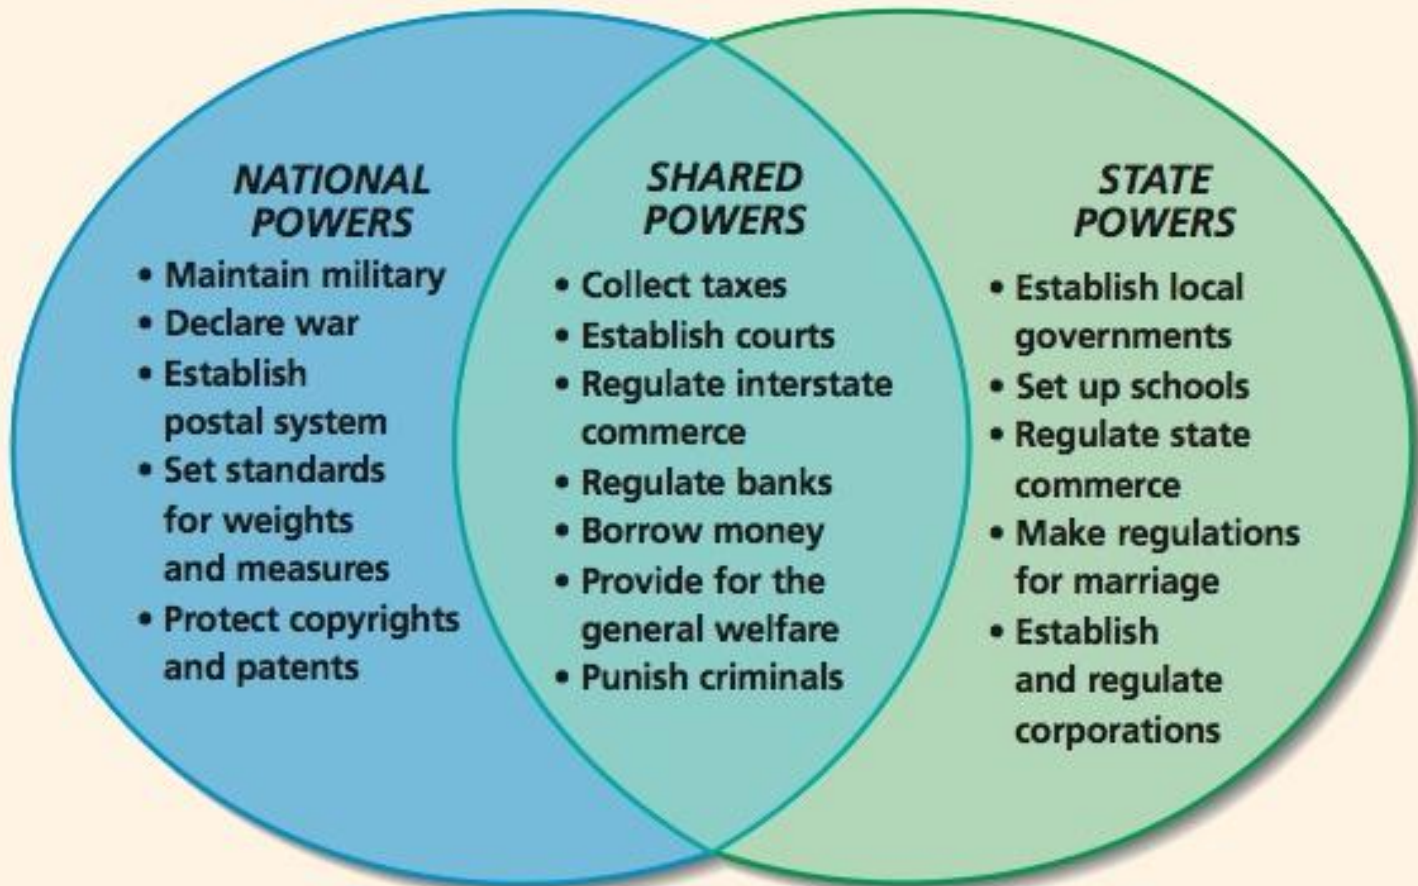 NATIONAL
POWERS
• Maintain military
• Declare war
• Establish
postal system
• Set standards
for weights
and measures
• Protect copyrights
and patents
SHARED
POWERS
• Collect taxes
• Establish courts
• Regulate interstate
commerce
• Regulate banks
• Borrow money
• Provide for the
general welfare
• Punish criminals
STATE
POWERS
• Establish local
governments
• Set up schools
• Regulate state
commerce
• Make regulations
for marriage
• Establish
and regulate
corporations